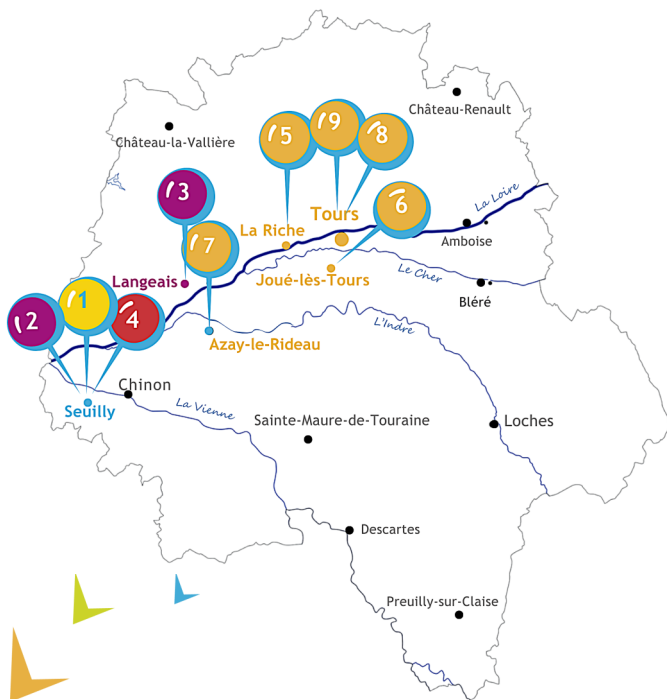 Château-Renault
Château-la-Vallière
5
9
8
3
6
La Loire
Tours
La Riche
7
Amboise
Langeais
Joué-lès-Tours
Le Cher
Bléré
2
1
4
Azay-le-Rideau
L'Indre
Chinon
Seuilly
La Vienne
Sainte-Maure-de-Touraine
Loches
Descartes
Preuilly-sur-Claise